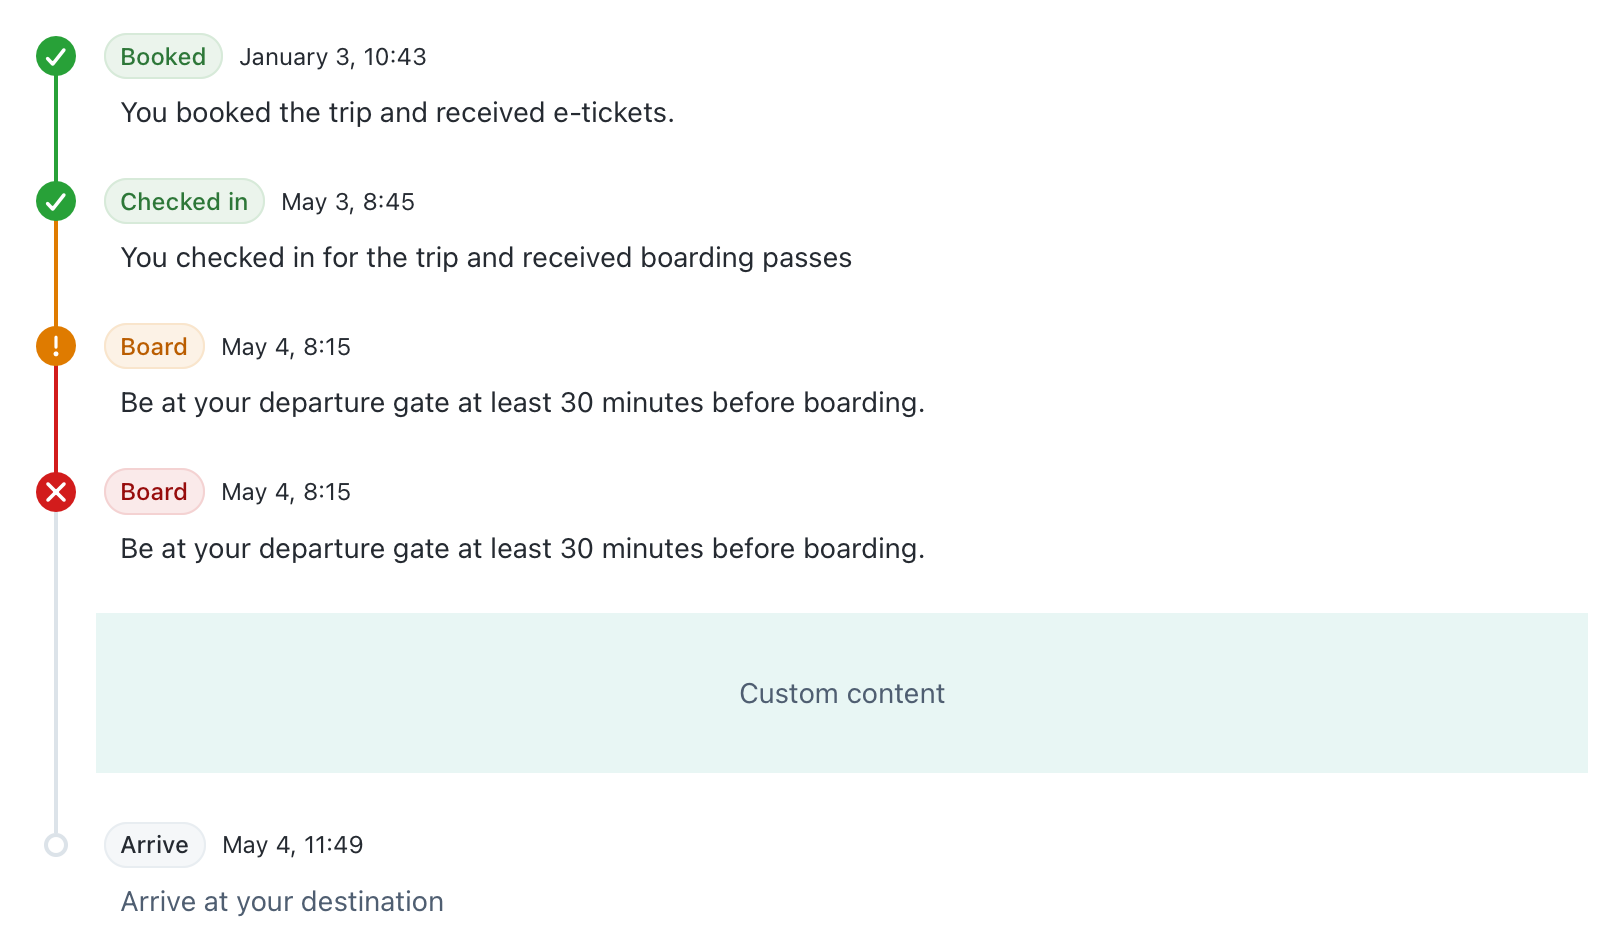 Booked January 3, 10:43
You booked the trip and received e-tickets.
Checked in May 3, 8:45
You checked in for the trip and received boarding passes
Board May 4, 8:15
Be at your departure gate at least 30 minutes before boarding.
Board May 4, 8:15
Be at your departure gate at least 30 minutes before boarding.
Custom content
Arrive May 4, 11:49
Arrive at your destination